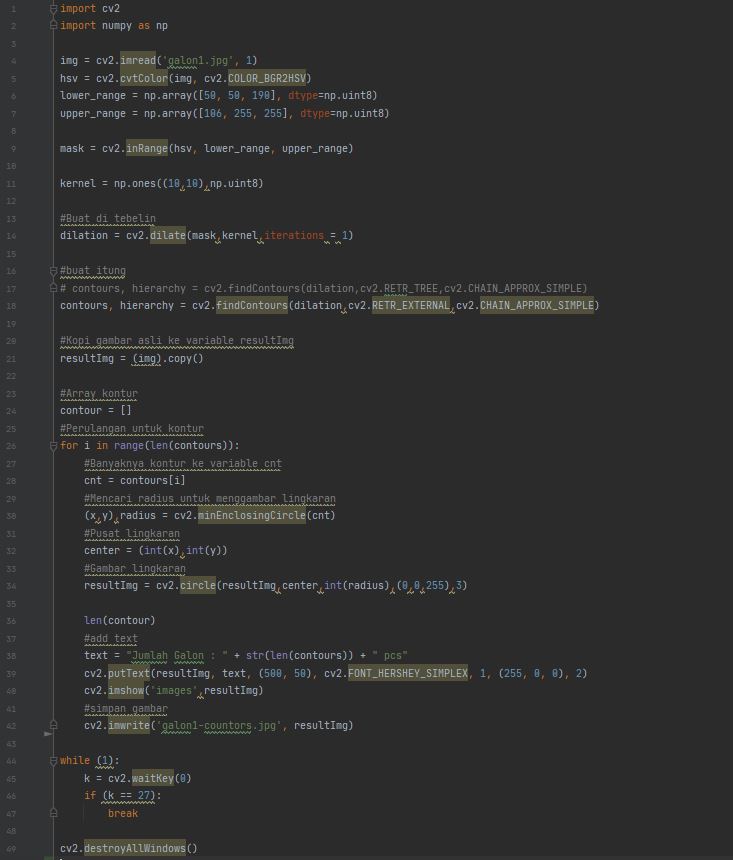 1 import cv2
2 import numpy as np
3
4 img = cv2.imread('galon1.jpg', 1)
5 hsv = cv2.cvtColor(img, cv2.COLOR_BGR2HSV)
6 lower_range = np.array([50, 50, 190], dtype=np.uint8)
7 upper_range = np.array([106, 255, 255], dtype=np.uint8)
8
9 mask = cv2.inRange(hsv, lower_range, upper_range)
10
11 kernel = np.ones((10,10),np.uint8)
12
13 #Buat di tebelin
14 dilation = cv2.dilate(mask,kernel,iterations = 1)
15
16 #buat itung
17 # contours, hierarchy = cv2.findContours(dilation,cv2.RETR_TREE,cv2.CHAIN_APPROX_SIMPLE)
18 contours, hierarchy = cv2.findContours(dilation,cv2.RETR_EXTERNAL,cv2.CHAIN_APPROX_SIMPLE)
19
20 #Kopi gambar asli ke variable resultImg
21 resultImg = (img).copy()
22
23 #Array kontur
24 contour = []
25 #Perulangan untuk kontur
26 for i in range(len(contours)):
27     #Banyaknya kontur ke variable cnt
28     cnt = contours[i]
29     #Mencari radius untuk menggambar lingkaran
30     (x,y),radius = cv2.minEnclosingCircle(cnt)
31     #Pusat lingkaran
32     center = (int(x),int(y))
33     #Gambar lingkaran
34     resultImg = cv2.circle(resultImg,center,int(radius),(0,0,255),3)
35
36     len(contour)
37     #add text
38     text = "Jumlah Galon : " + str(len(contours)) + " pcs"
39     cv2.putText(resultImg, text, (500, 50), cv2.FONT_HERSHEY_SIMPLEX, 1, (255, 0, 0), 2)
40     cv2.imshow('images',resultImg)
41     #simpan gambar
42     cv2.imwrite('galon1-countors.jpg', resultImg)
43
44 while (1):
45     k = cv2.waitKey(0)
46     if (k == 27):
47         break
48
49 cv2.destroyAllWindows()